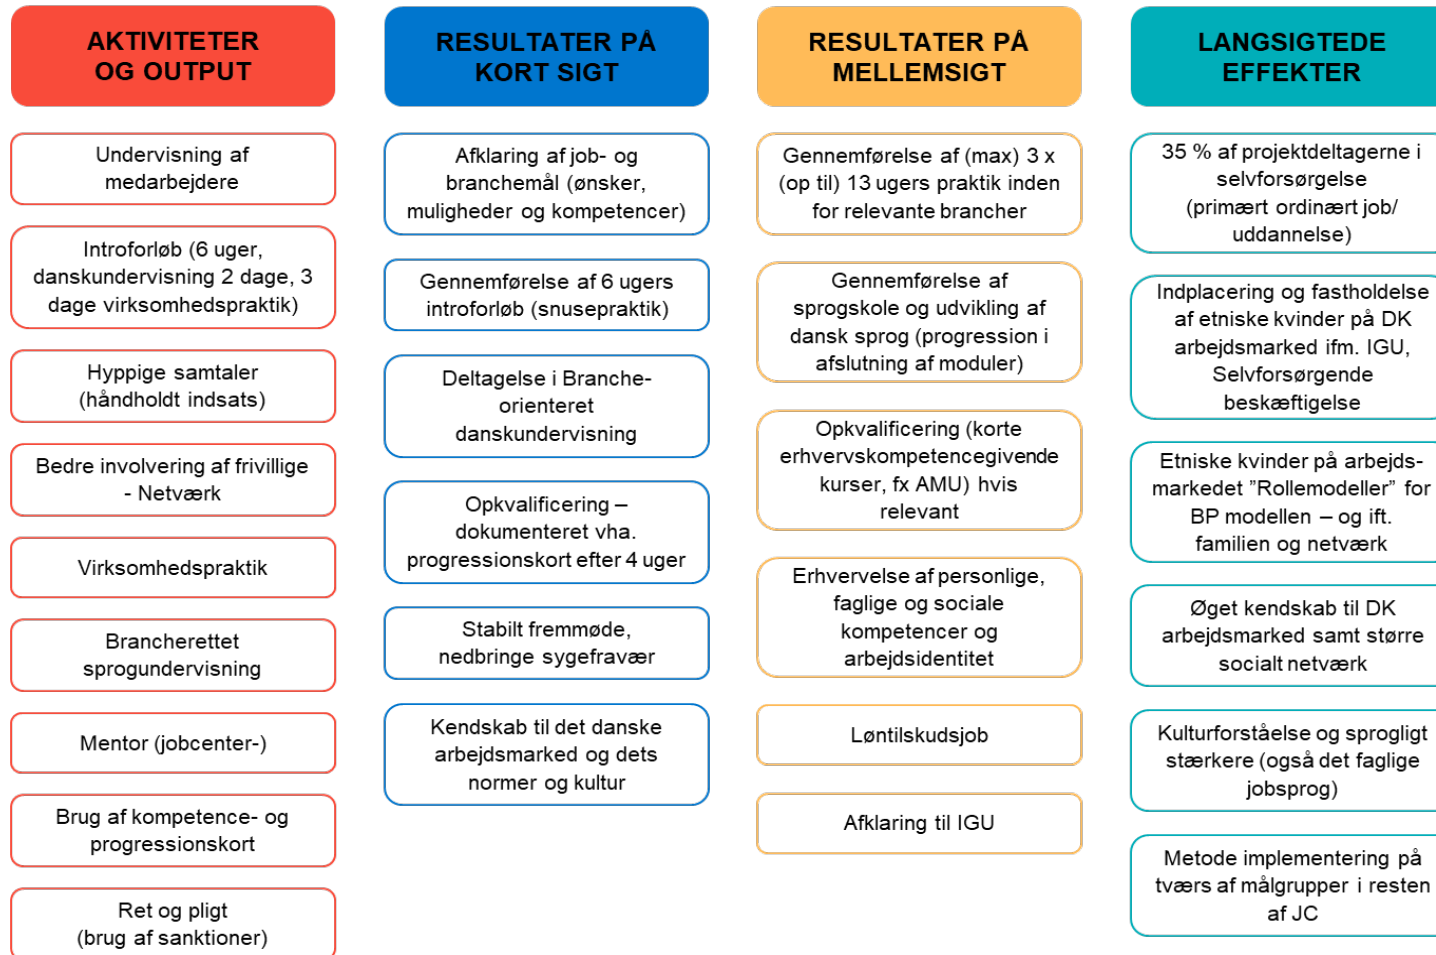 AKTIVITETER
OG OUTPUT
Undervisning af
medarbejdere
Introforløb (6 uger,
danskundervisning 2 dage, 3
dage virksomhedspraktik)
Hyppige samtaler
(håndholdt indsats)
Bedre involvering af frivillige
- Netværk
Virksomhedspraktik
Brancherettet
sprogundervisning
Mentor (jobcenter-)
Brug af kompetence- og
progressionskort
Ret og pligt
(brug af sanktioner)
RESULTATER PÅ
KORT SIGT
Afklaring af job- og
branchemål (ønsker,
muligheder og kompetencer)
Gennemførelse af 6 ugers
introforløb (snusepraktik)
Deltagelse i Branche-
orienteret
danskundervisning
Opkvalificering –
dokumenteret vha.
progressionskort efter 4 uger
Stabilt fremmøde,
nedbringe sygefravær
Kendskab til det danske
arbejdsmarked og dets
normer og kultur
RESULTATER PÅ
MELLEMSIGT
Gennemførelse af (max) 3 x
(op til) 13 ugers praktik inden
for relevante brancher
Gennemførelse af
sprogskole og udvikling af
dansk sprog (progression i
afslutning af moduler)
Opkvalificering (korte
erhvervskompetencegivende
kurser, fx AMU) hvis
relevant
Erhvervelse af personlige,
faglige og sociale
kompetencer og
arbejdsidentitet
Løntilskudsjob
Afklaring til IGU
LANGSIGTEDE
EFFEKTER
35 % af projektdeltagerne i
selvforsørgelse
(primært ordinært job/
uddannelse)
Indplacering og fastholdelse
af etniske kvinder på DK
arbejdsmarked ifm. IGU,
Selvforsørgende
beskæftigelse
Etniske kvinder på arbejds-
markedet ”Rollemodeller” for
BP modellen – og ift.
familien og netværk
Øget kendskab til DK
arbejdsmarked samt større
socialt netværk
Kulturforståelse og sprogligt
stærkere (også det faglige
jobsprog)
Metode implementering på
tværs af målgrupper i resten
af JC